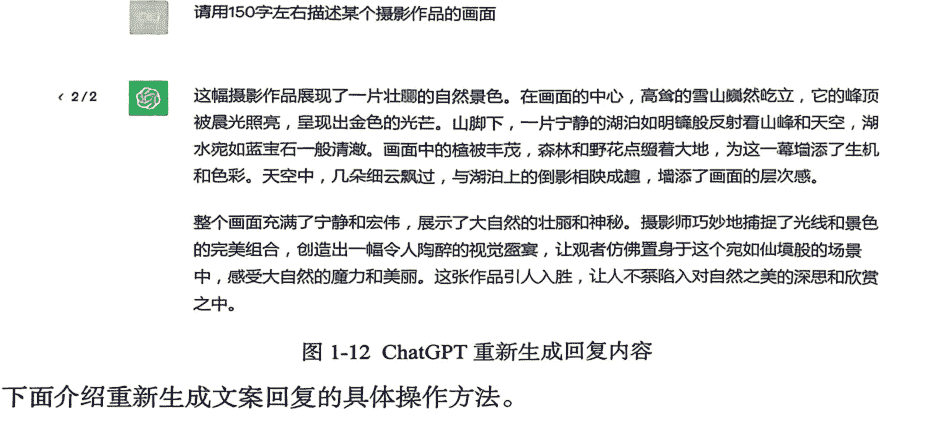 请用150字左右描述某个摄影作品的画面
‹ 2/2
这幅摄影作品展现了一片壮丽的自然景色。在画面的中心，高耸的雪山巍然屹立，它的峰顶
被晨光照亮，呈现出金色的光芒。山脚下，一片宁静的湖泊如明镜般反射着山峰和天空，湖
水宛如蓝宝石一般清澈。画面中的植被丰茂，森林和野花点缀着大地，为这一幕增添了生机
和色彩。天空中，几朵细云飘过，与湖泊上的倒影相映成趣，增添了画面的层次感。
整个画面充满了宁静和宏伟，展示了大自然的壮丽和神秘。摄影师巧妙地捕捉了光线和景色
的完美组合，创造出一幅令人陶醉的视觉盛宴，让观者仿佛置身于这个宛如仙境般的场景
中，感受大自然的魔力和美丽。这张作品引人入胜，让人不禁陷入对自然之美的深思和欣赏
之中。
图 1-12 ChatGPT 重新生成回复内容
下面介绍重新生成文案回复的具体操作方法。